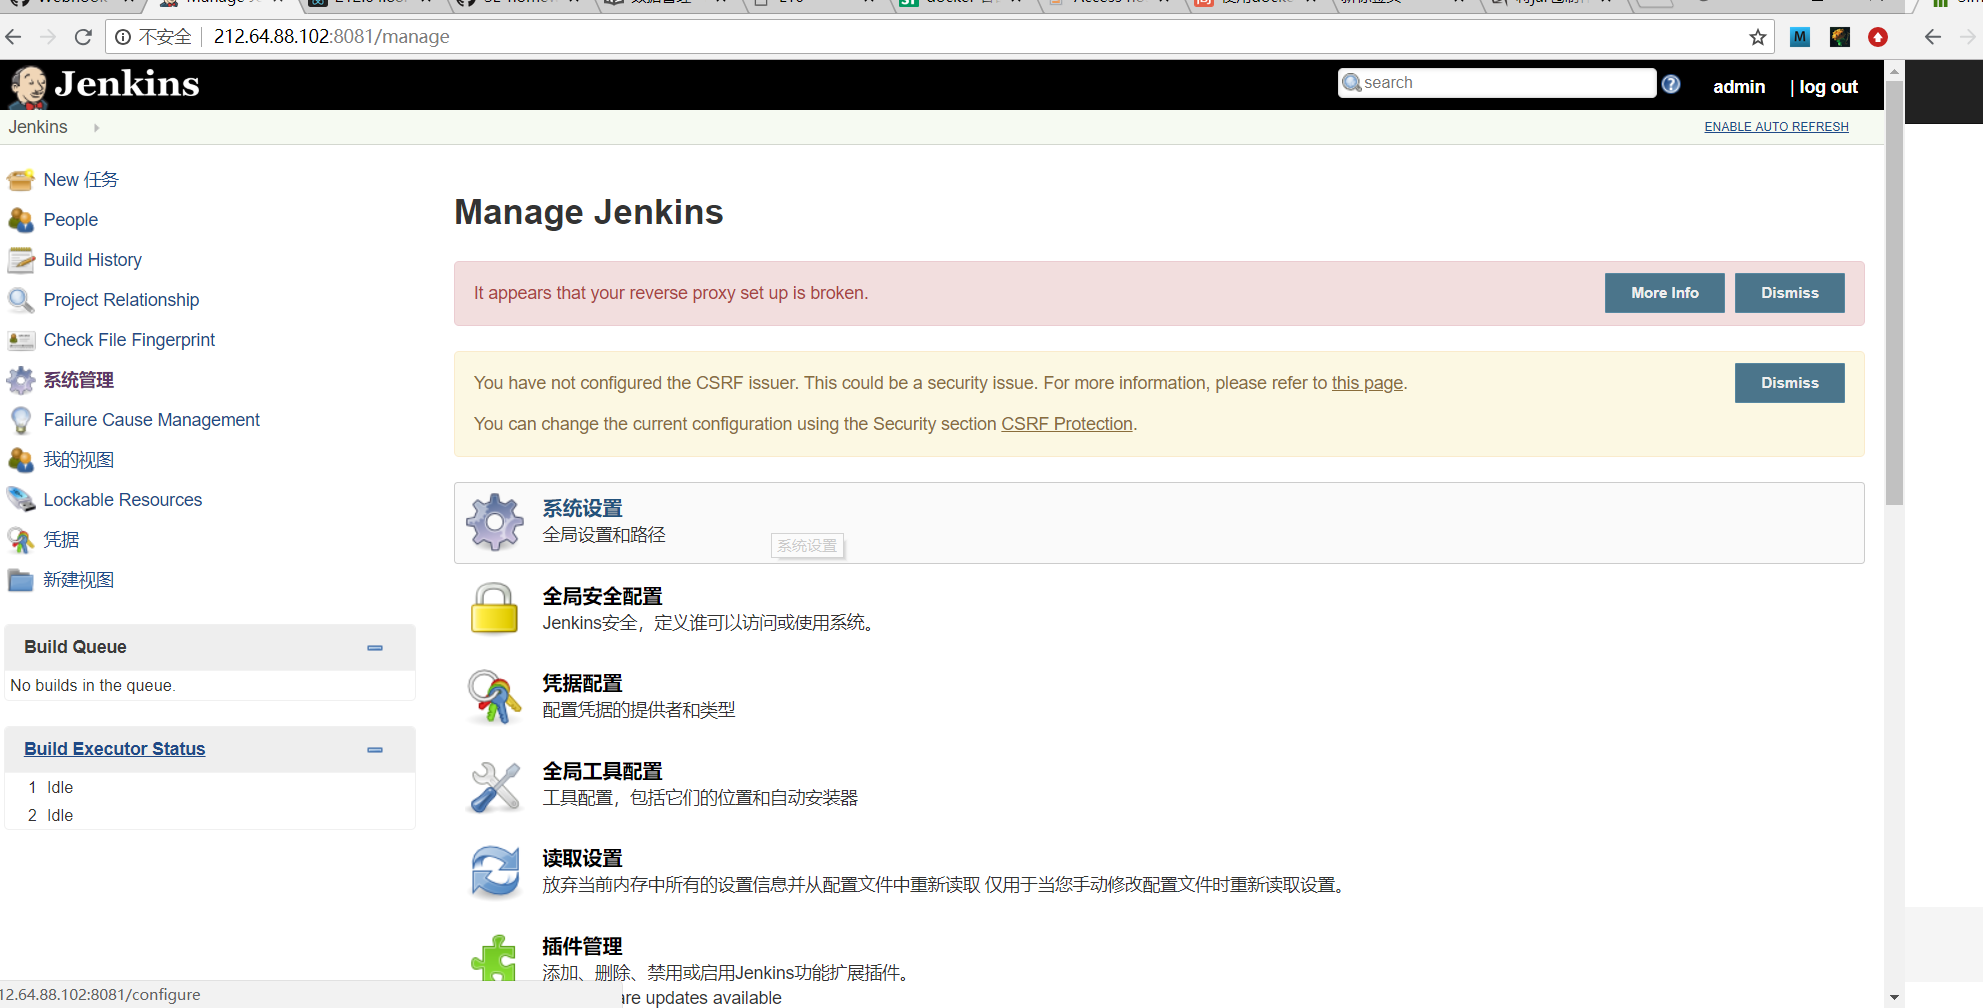 不安全 212.64.88.102:8081/manage
M
Jenkins
search
?
admin | log out
Jenkins
ENABLE AUTO REFRESH
New 任务
People
Build History
Project Relationship
Check File Fingerprint
系统管理
Failure Cause Management
我的视图
Lockable Resources
凭据
新建视图
Build Queue
No builds in the queue.
Build Executor Status
1 Idle
2 Idle
Manage Jenkins
It appears that your reverse proxy set up is broken.
More Info
Dismiss
You have not configured the CSRF issuer. This could be a security issue. For more information, please refer to this page.
Dismiss
You can change the current configuration using the Security section CSRF Protection.
系统设置
全局设置和路径
系统设置
全局安全配置
Jenkins安全，定义谁可以访问或使用系统。
凭据配置
配置凭据的提供者和类型
全局工具配置
工具配置，包括它们的位置和自动安装器
读取设置
放弃当前内存中所有的设置信息并从配置文件中重新读取 仅用于当您手动修改配置文件时重新读取设置。
插件管理
添加、删除、禁用或启用Jenkins功能扩展插件。
are updates available
12.64.88.102:8081/configure